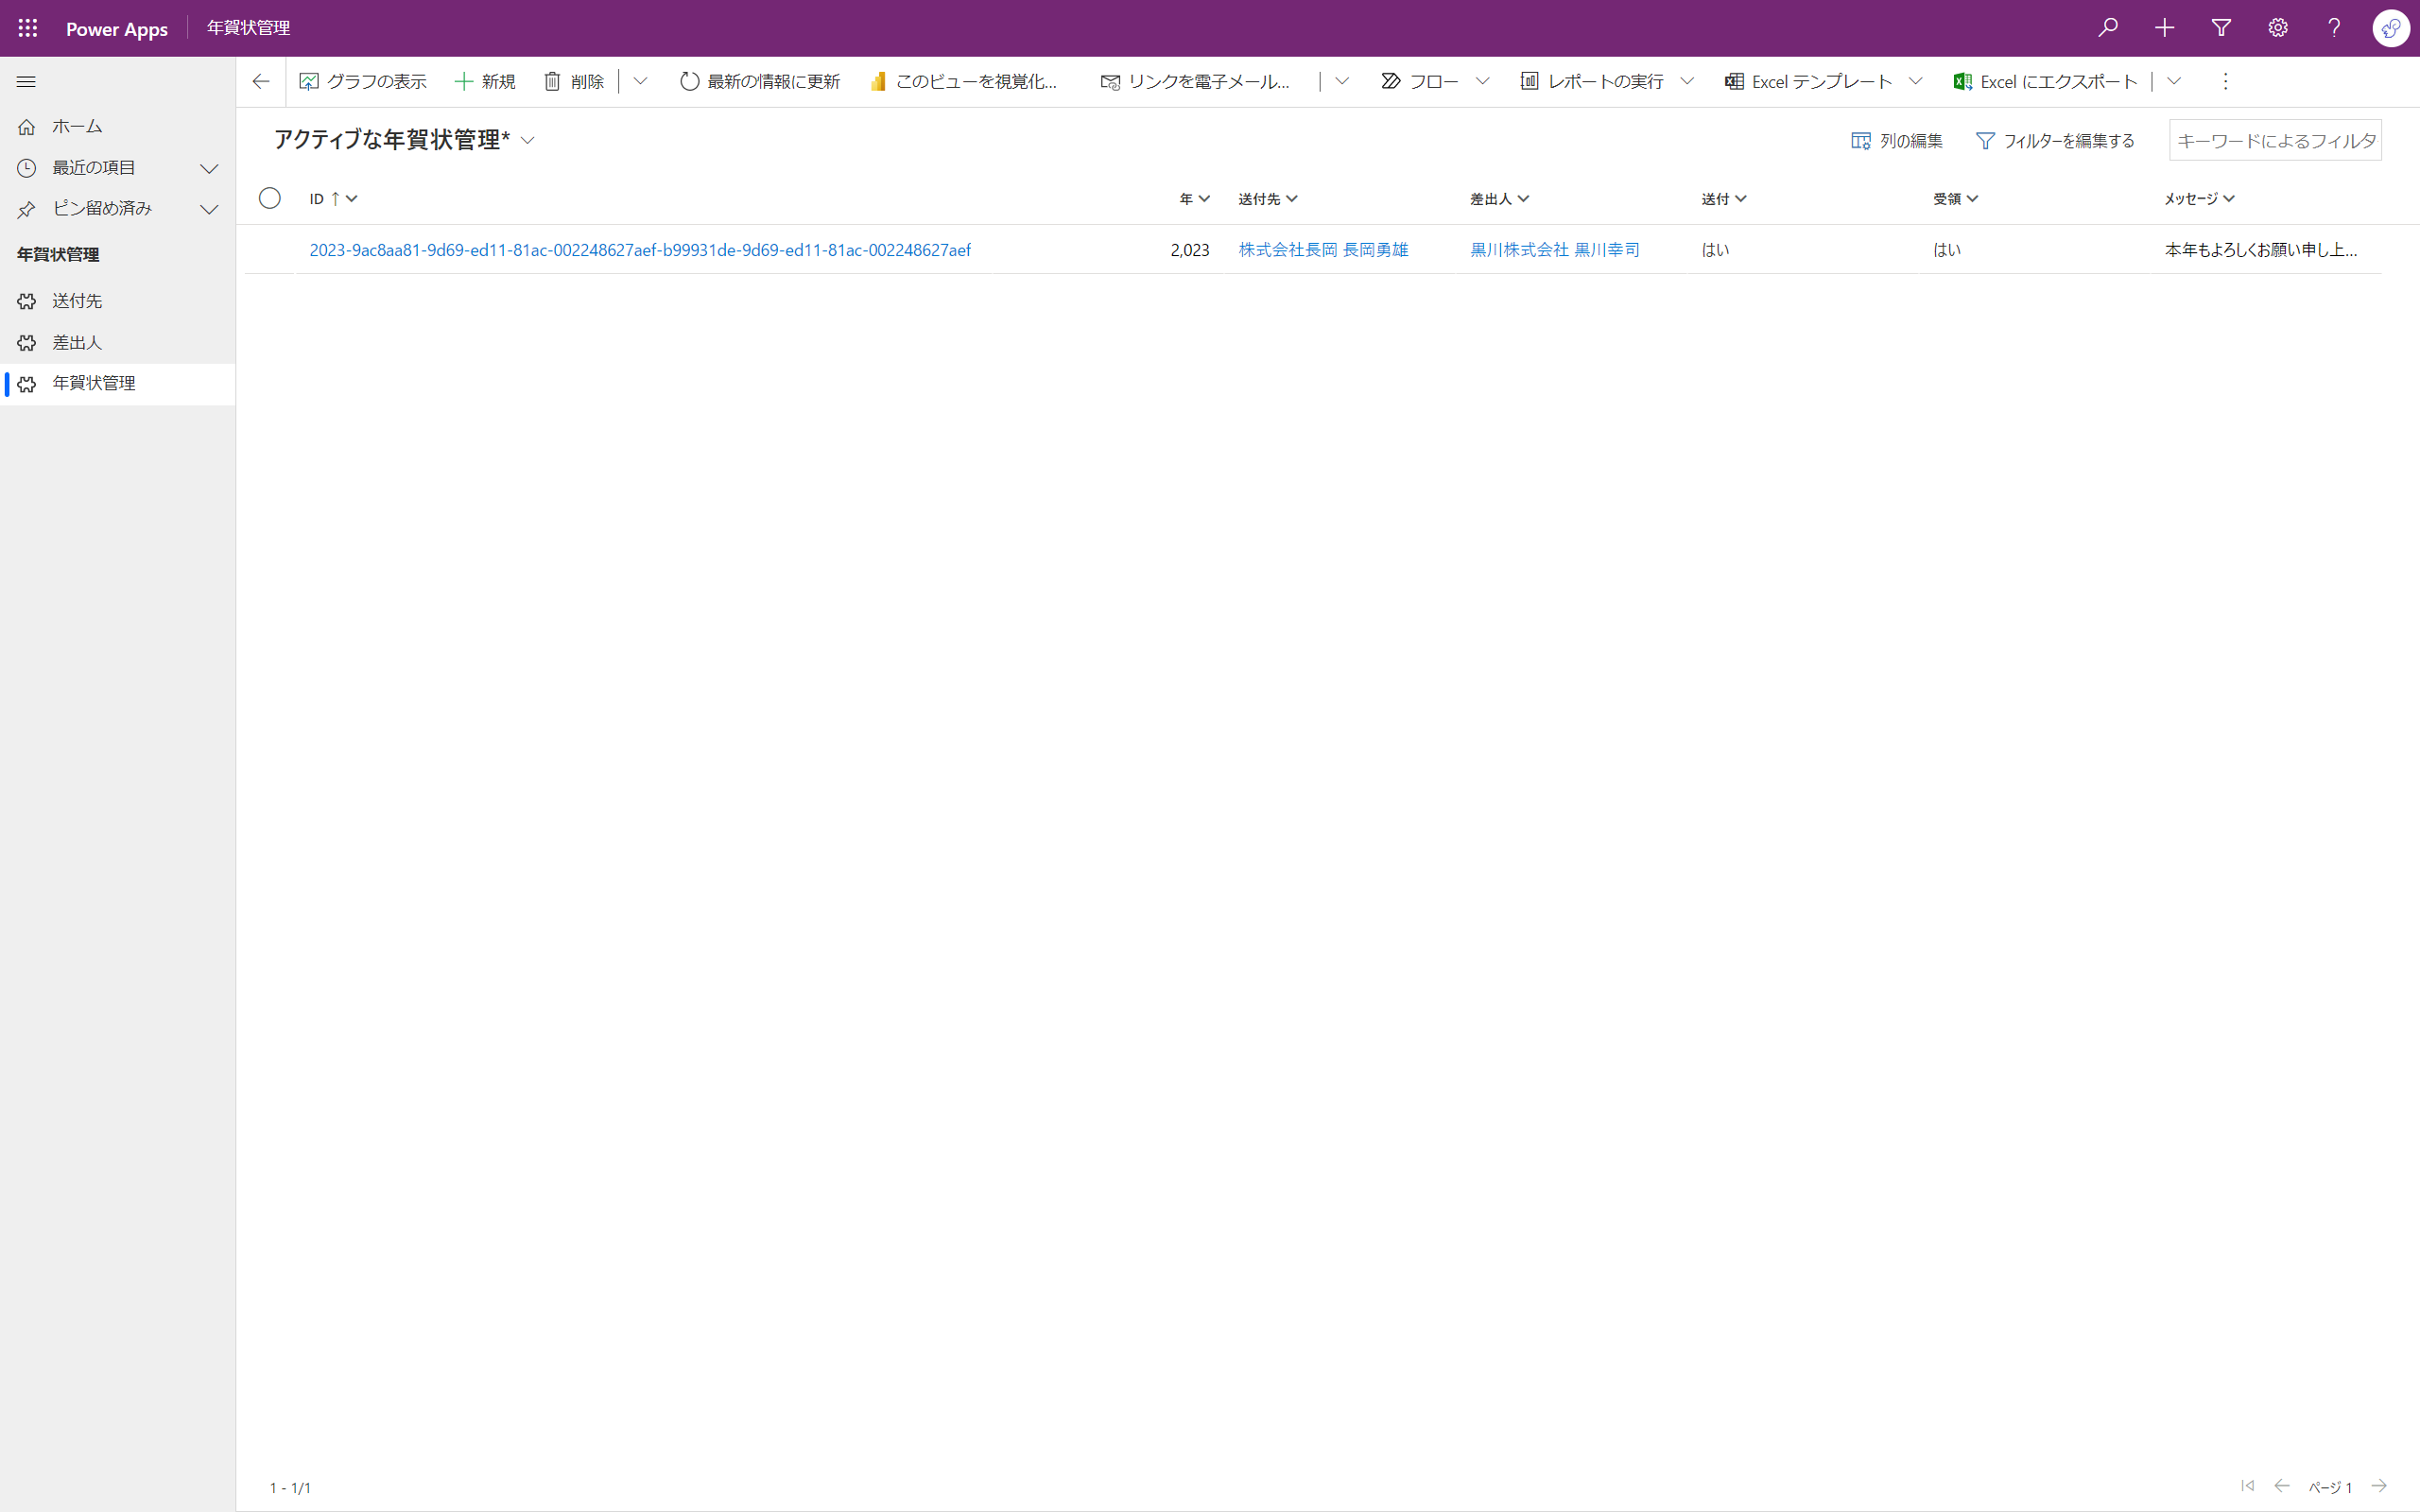 Power Apps 年賀状管理
グラフの表示 新規 削除 最新の情報に更新 このビューを視覚化... リンクを電子メール... フロー レポートの実行 Excel テンプレート Excel にエクスポート
ホーム
最近の項目
ピン留め済み
年賀状管理
送付先
差出人
年賀状管理
アクティブな年賀状管理*
列の編集 フィルターを編集する キーワードによるフィルタ
ID 年 送付先 差出人 送付 受領 メッセージ
2023-9ac8aa81-9d69-ed11-81ac-002248627aef-b99931de-9d69-ed11-81ac-002248627aef 2,023 株式会社長岡 長岡勇雄 黒川株式会社 黒川幸司 はい はい 本年もよろしくお願い申し上...
1 - 1/1
ページ 1